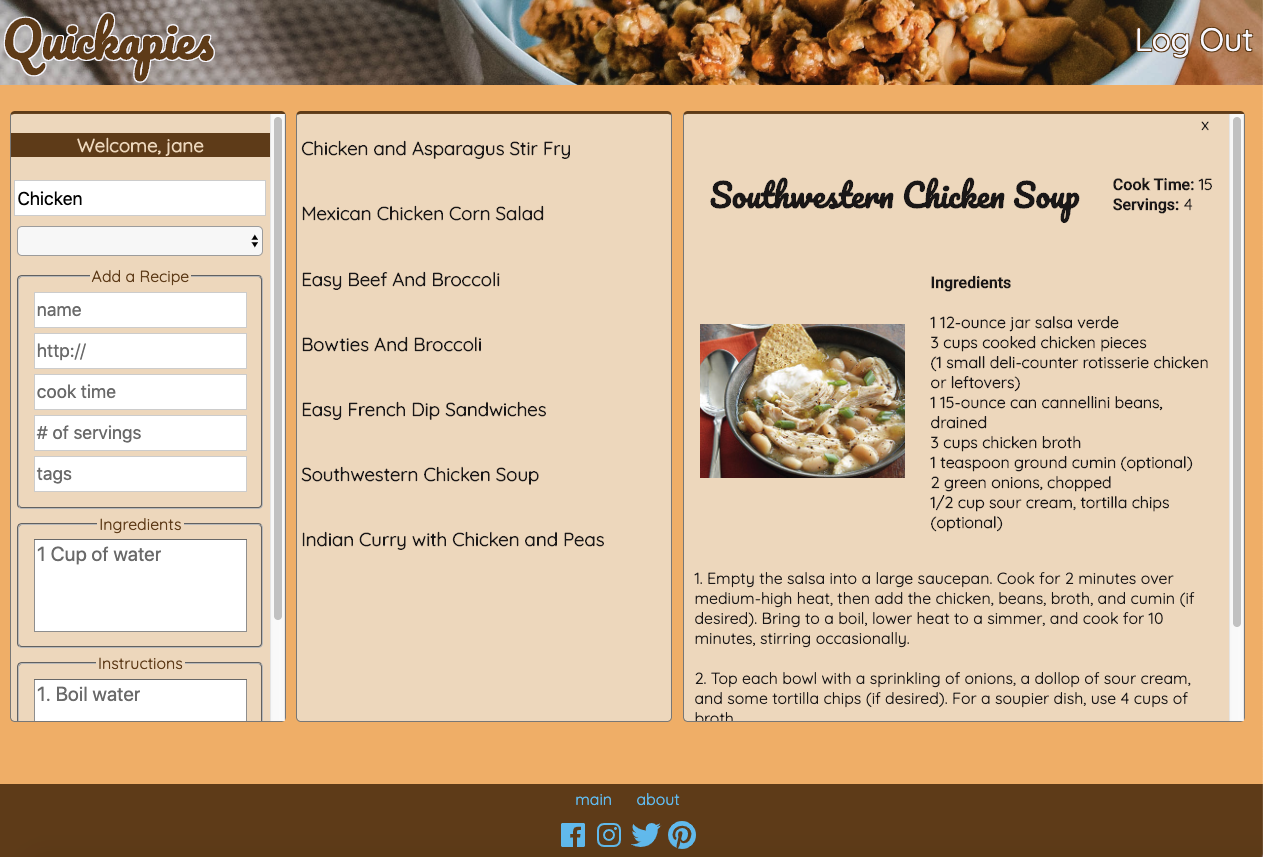 Quickapies
Log Out
Welcome, jane
Chicken
Add a Recipe
name
http://
cook time
# of servings
tags
Ingredients
1 Cup of water
Instructions
1. Boil water
Chicken and Asparagus Stir Fry
Mexican Chicken Corn Salad
Easy Beef And Broccoli
Bowties And Broccoli
Easy French Dip Sandwiches
Southwestern Chicken Soup
Indian Curry with Chicken and Peas
x
Southwestern Chicken Soup
Cook Time: 15
Servings: 4
Ingredients
1 12-ounce jar salsa verde
3 cups cooked chicken pieces
(1 small deli-counter rotisserie chicken
or leftovers)
1 15-ounce can cannellini beans,
drained
3 cups chicken broth
1 teaspoon ground cumin (optional)
2 green onions, chopped
1/2 cup sour cream, tortilla chips
(optional)
1. Empty the salsa into a large saucepan. Cook for 2 minutes over
medium-high heat, then add the chicken, beans, broth, and cumin (if
desired). Bring to a boil, lower heat to a simmer, and cook for 10
minutes, stirring occasionally.
2. Top each bowl with a sprinkling of onions, a dollop of sour cream,
and some tortilla chips (if desired). For a soupier dish, use 4 cups of
broth
main
about